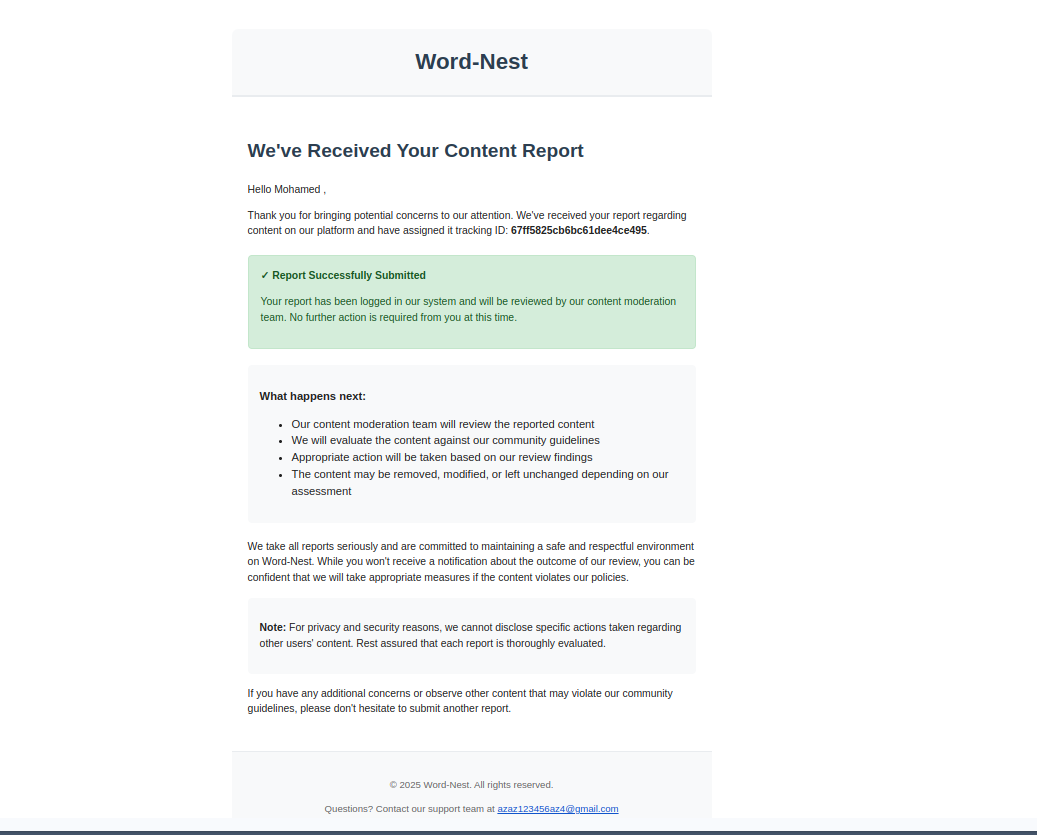 Word-Nest
We've Received Your Content Report
Hello Mohamed ,
Thank you for bringing potential concerns to our attention. We've received your report regarding
content on our platform and have assigned it tracking ID: 67ff5825cb6bc61dee4ce495.
✓ Report Successfully Submitted
Your report has been logged in our system and will be reviewed by our content moderation
team. No further action is required from you at this time.
What happens next:
• Our content moderation team will review the reported content
• We will evaluate the content against our community guidelines
• Appropriate action will be taken based on our review findings
• The content may be removed, modified, or left unchanged depending on our
assessment
We take all reports seriously and are committed to maintaining a safe and respectful environment
on Word-Nest. While you won't receive a notification about the outcome of our review, you can be
confident that we will take appropriate measures if the content violates our policies.
Note: For privacy and security reasons, we cannot disclose specific actions taken regarding
other users' content. Rest assured that each report is thoroughly evaluated.
If you have any additional concerns or observe other content that may violate our community
guidelines, please don't hesitate to submit another report.
© 2025 Word-Nest. All rights reserved.
Questions? Contact our support team at azaz123456az4@gmail.com